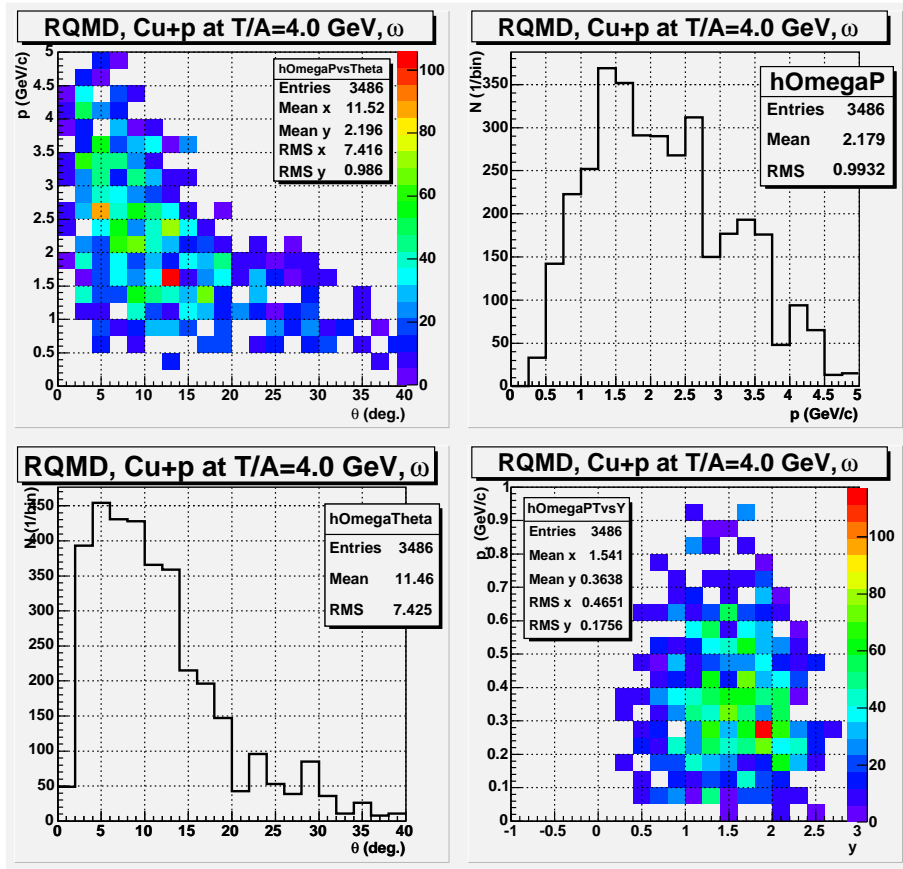 RQMD, Cu+p at T/A=4.0 GeV, ω
p (GeV/c)
5
4.5
4
3.5
3
2.5
2
1.5
1
0.5
0
0 5 10 15 20 25 30 35 40
θ (deg.)
hOmegaPvsTheta
Entries 3486
Mean x 11.52
Mean y 2.196
RMS x 7.416
RMS y 0.986
100
80
60
40
20
0
RQMD, Cu+p at T/A=4.0 GeV, ω
N (1/bin)
350
300
250
200
150
100
50
0
0 0.5 1 1.5 2 2.5 3 3.5 4 4.5 5
p (GeV/c)
hOmegaP
Entries 3486
Mean 2.179
RMS 0.9932
RQMD, Cu+p at T/A=4.0 GeV, ω
N (1/bin)
450
400
350
300
250
200
150
100
50
0
0 5 10 15 20 25 30 35 40
θ (deg.)
hOmegaTheta
Entries 3486
Mean 11.46
RMS 7.425
RQMD, Cu+p at T/A=4.0 GeV, ω
(GeV/c)
1
0.9
0.8
0.7
0.6
0.5
0.4
0.3
0.2
0.1
0
-1 -0.5 0 0.5 1 1.5 2 2.5 3
y
hOmegaPTvsY
Entries 3486
Mean x 1.541
Mean y 0.3638
RMS x 0.4651
RMS y 0.1756
100
80
60
40
20
0